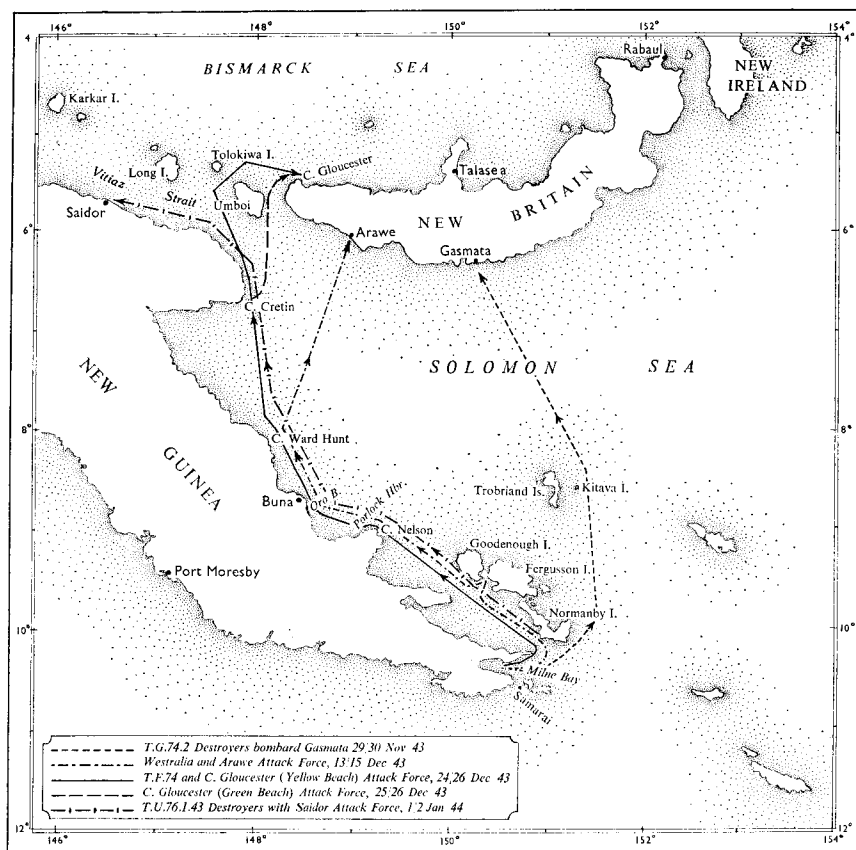 146° 148° 150° 152° 154°
4° 4°
BISMARCK SEA
Rabaul
NEW
IRELAND
Karkar I.
Tolokiwa I.
Long I.
C. Gloucester
Talasea
Vitiaz
Strait
Umboi
Saidor
NEW BRITAIN
6° 6°
Arawe
Gasmata
C. Cretin
SOLOMON SEA
NEW
GUINEA
8° 8°
C. Ward Hunt
Trobriand Is.
Kitava I.
Buna
Oro B.
Porlock Hbr.
C. Nelson
Goodenough I.
Fergusson I.
Port Moresby
Normanby I.
10° 10°
Milne Bay
Samarai
T.G.74.2 Destroyers bombard Gasmata 29/30 Nov 43
Westralia and Arawe Attack Force, 13/15 Dec 43
T.F.74 and C. Gloucester (Yellow Beach) Attack Force, 24/26 Dec 43
C. Gloucester (Green Beach) Attack Force, 25/26 Dec 43
T.U.76.1.43 Destroyers with Saidor Attack Force, 1/2 Jan 44
12° 12°
146° 148° 150° 152° 154°